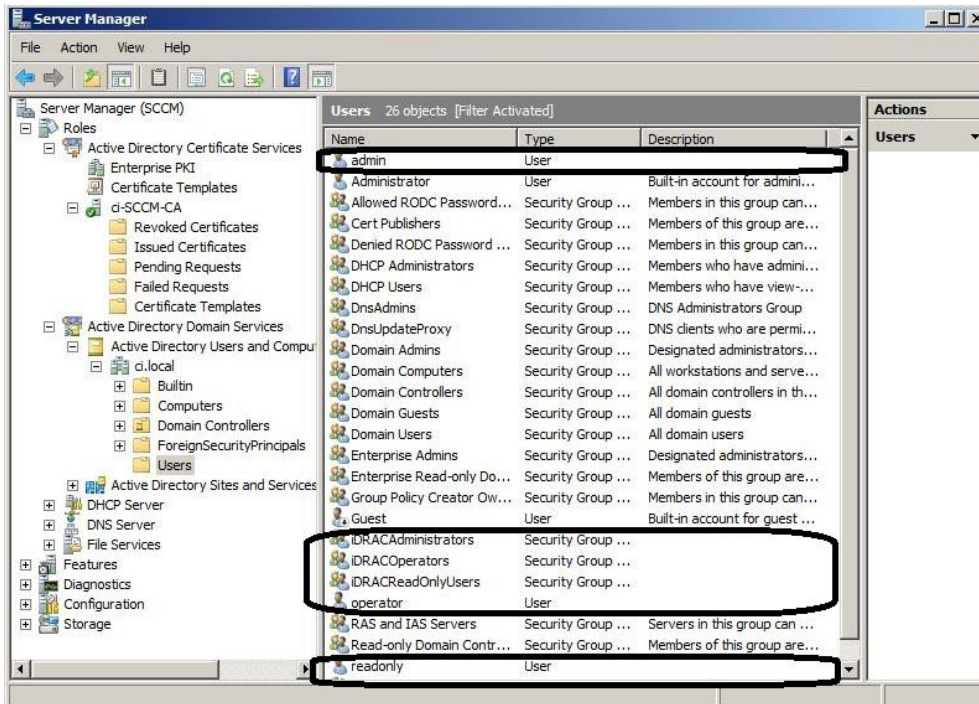 Server Manager
File Action View Help
Server Manager (SCCM)
Roles
Active Directory Certificate Services
Enterprise PKI
Certificate Templates
ci-SCCM-CA
Revoked Certificates
Issued Certificates
Pending Requests
Failed Requests
Certificate Templates
Active Directory Domain Services
Active Directory Users and Compu
ci.local
Builtin
Computers
Domain Controllers
ForeignSecurityPrincipals
Users
Active Directory Sites and Services
DHCP Server
DNS Server
File Services
Features
Diagnostics
Configuration
Storage
Users 26 objects [Filter Activated]
Name Type Description
admin User
Administrator User Built-in account for admini...
Allowed RODC Password... Security Group ... Members in this group can...
Cert Publishers Security Group ... Members of this group are...
Denied RODC Password ... Security Group ... Members in this group can...
DHCP Administrators Security Group ... Members who have admini...
DHCP Users Security Group ... Members who have view-...
DnsAdmins Security Group ... DNS Administrators Group
DnsUpdateProxy Security Group ... DNS clients who are permi...
Domain Admins Security Group ... Designated administrators...
Domain Computers Security Group ... All workstations and serve...
Domain Controllers Security Group ... All domain controllers in th...
Domain Guests Security Group ... All domain guests
Domain Users Security Group ... All domain users
Enterprise Admins Security Group ... Designated administrators...
Enterprise Read-only Do... Security Group ... Members of this group are...
Group Policy Creator Ow... Security Group ... Members in this group can...
Guest User Built-in account for guest ...
iDRACAdministrators Security Group ...
iDRACOperators Security Group ...
iDRACReadOnlyUsers Security Group ...
operator User
RAS and IAS Servers Security Group ... Servers in this group can ...
Read-only Domain Contr... Security Group ... Members of this group are...
readonly User
Actions
Users